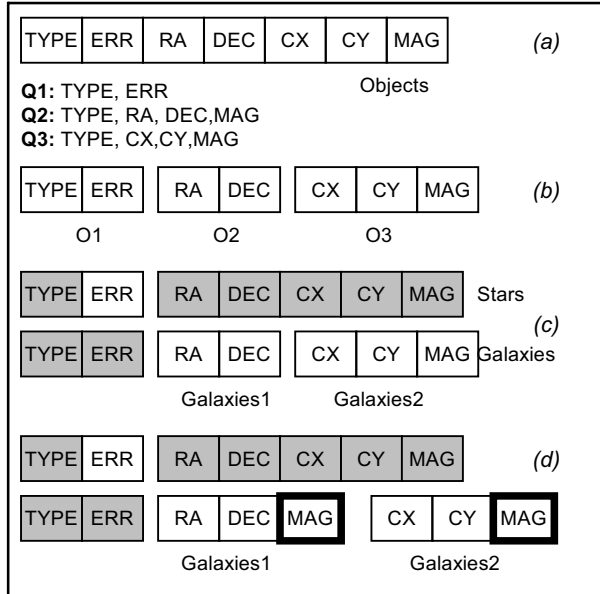 TYPE ERR RA DEC CX CY MAG (a)
Objects
Q1: TYPE, ERR
Q2: TYPE, RA, DEC,MAG
Q3: TYPE, CX,CY,MAG
TYPE ERR RA DEC CX CY MAG (b)
O1 O2 O3
TYPE ERR RA DEC CX CY MAG Stars
(c)
TYPE ERR RA DEC CX CY MAG Galaxies
Galaxies1 Galaxies2
TYPE ERR RA DEC CX CY MAG (d)
TYPE ERR RA DEC MAG CX CY MAG
Galaxies1 Galaxies2